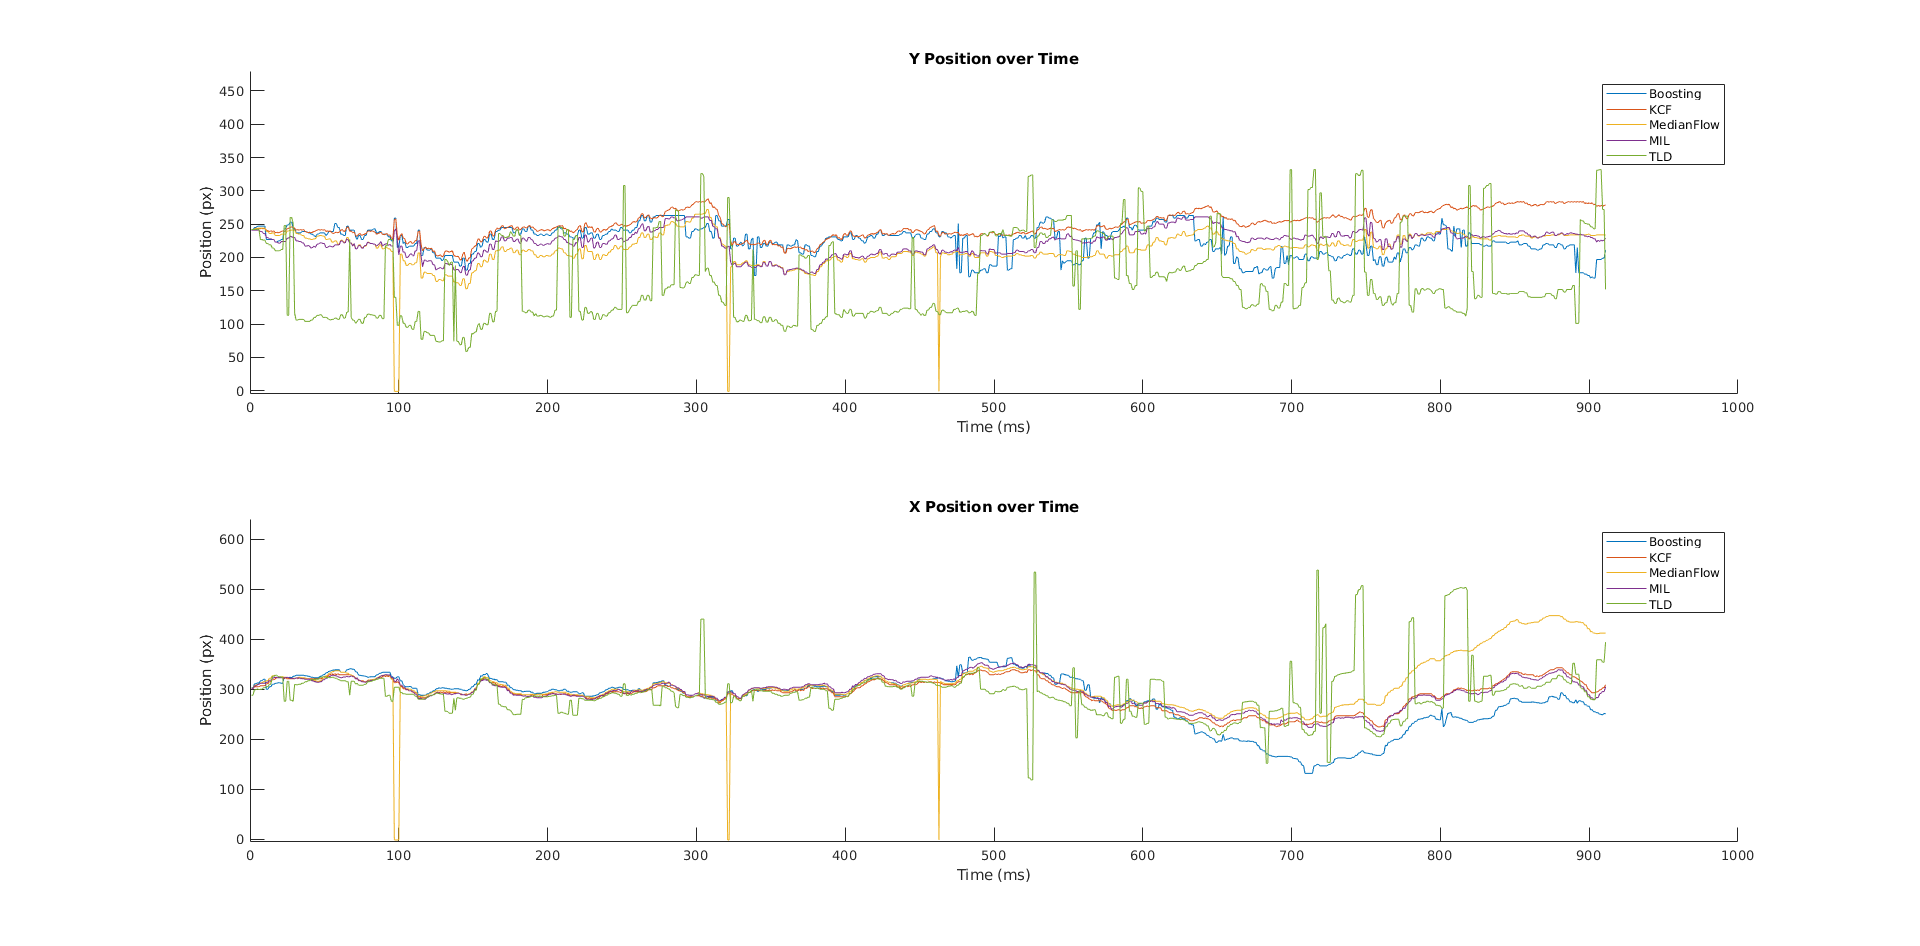 Y Position over Time
Position (px)
450
400
350
300
250
200
150
100
50
0
0 100 200 300 400 500 600 700 800 900 1000
Time (ms)
Boosting
KCF
MedianFlow
MIL
TLD
X Position over Time
Position (px)
600
500
400
300
200
100
0
0 100 200 300 400 500 600 700 800 900 1000
Time (ms)
Boosting
KCF
MedianFlow
MIL
TLD